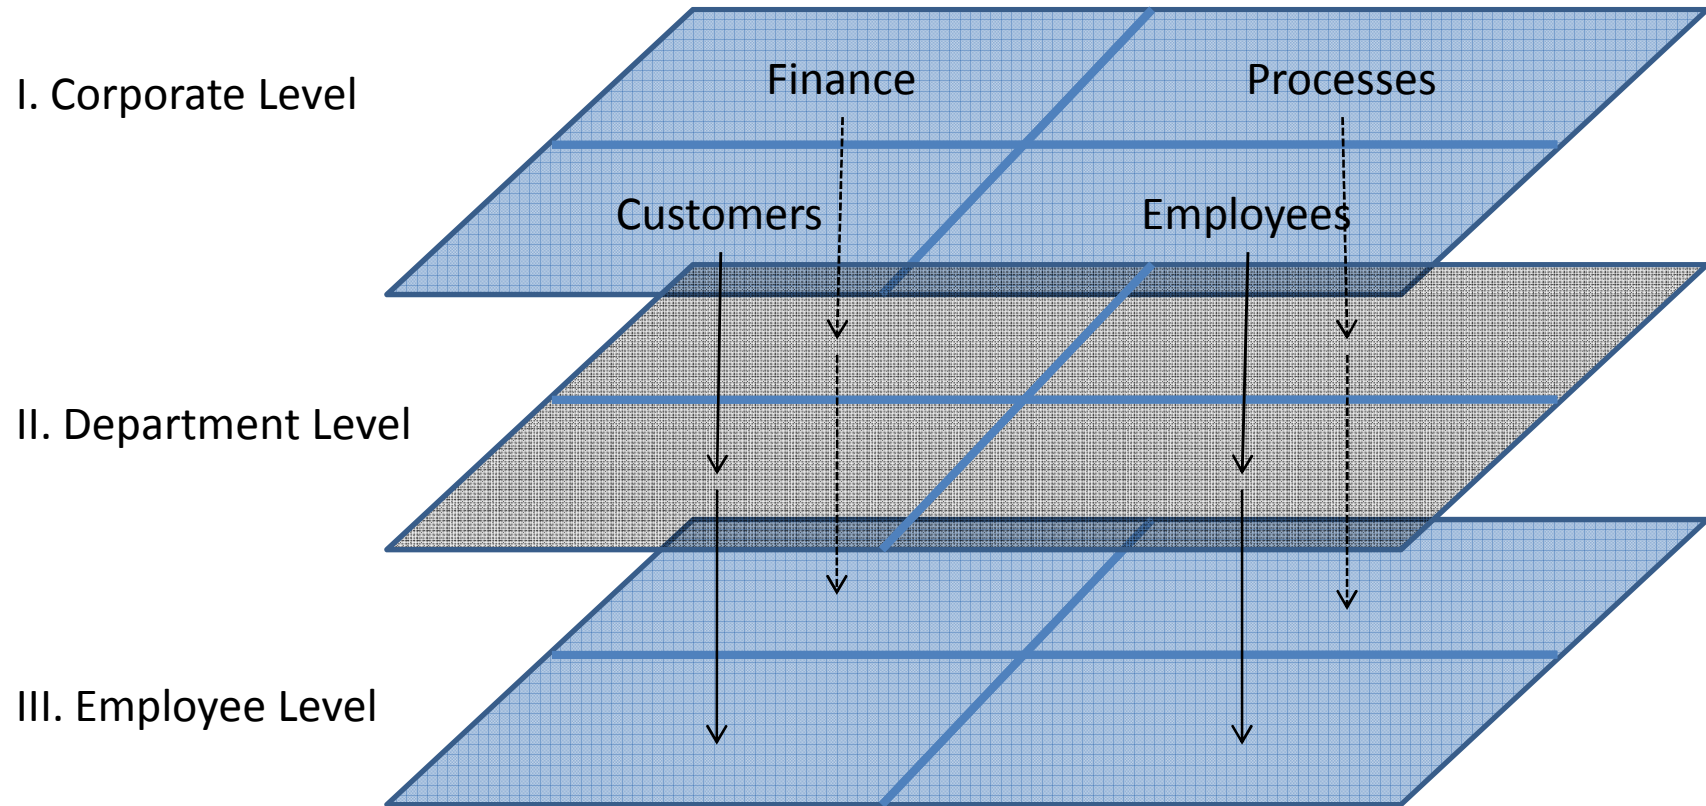 I. Corporate Level
Finance
Processes
Customers
Employees
II. Department Level
III. Employee Level